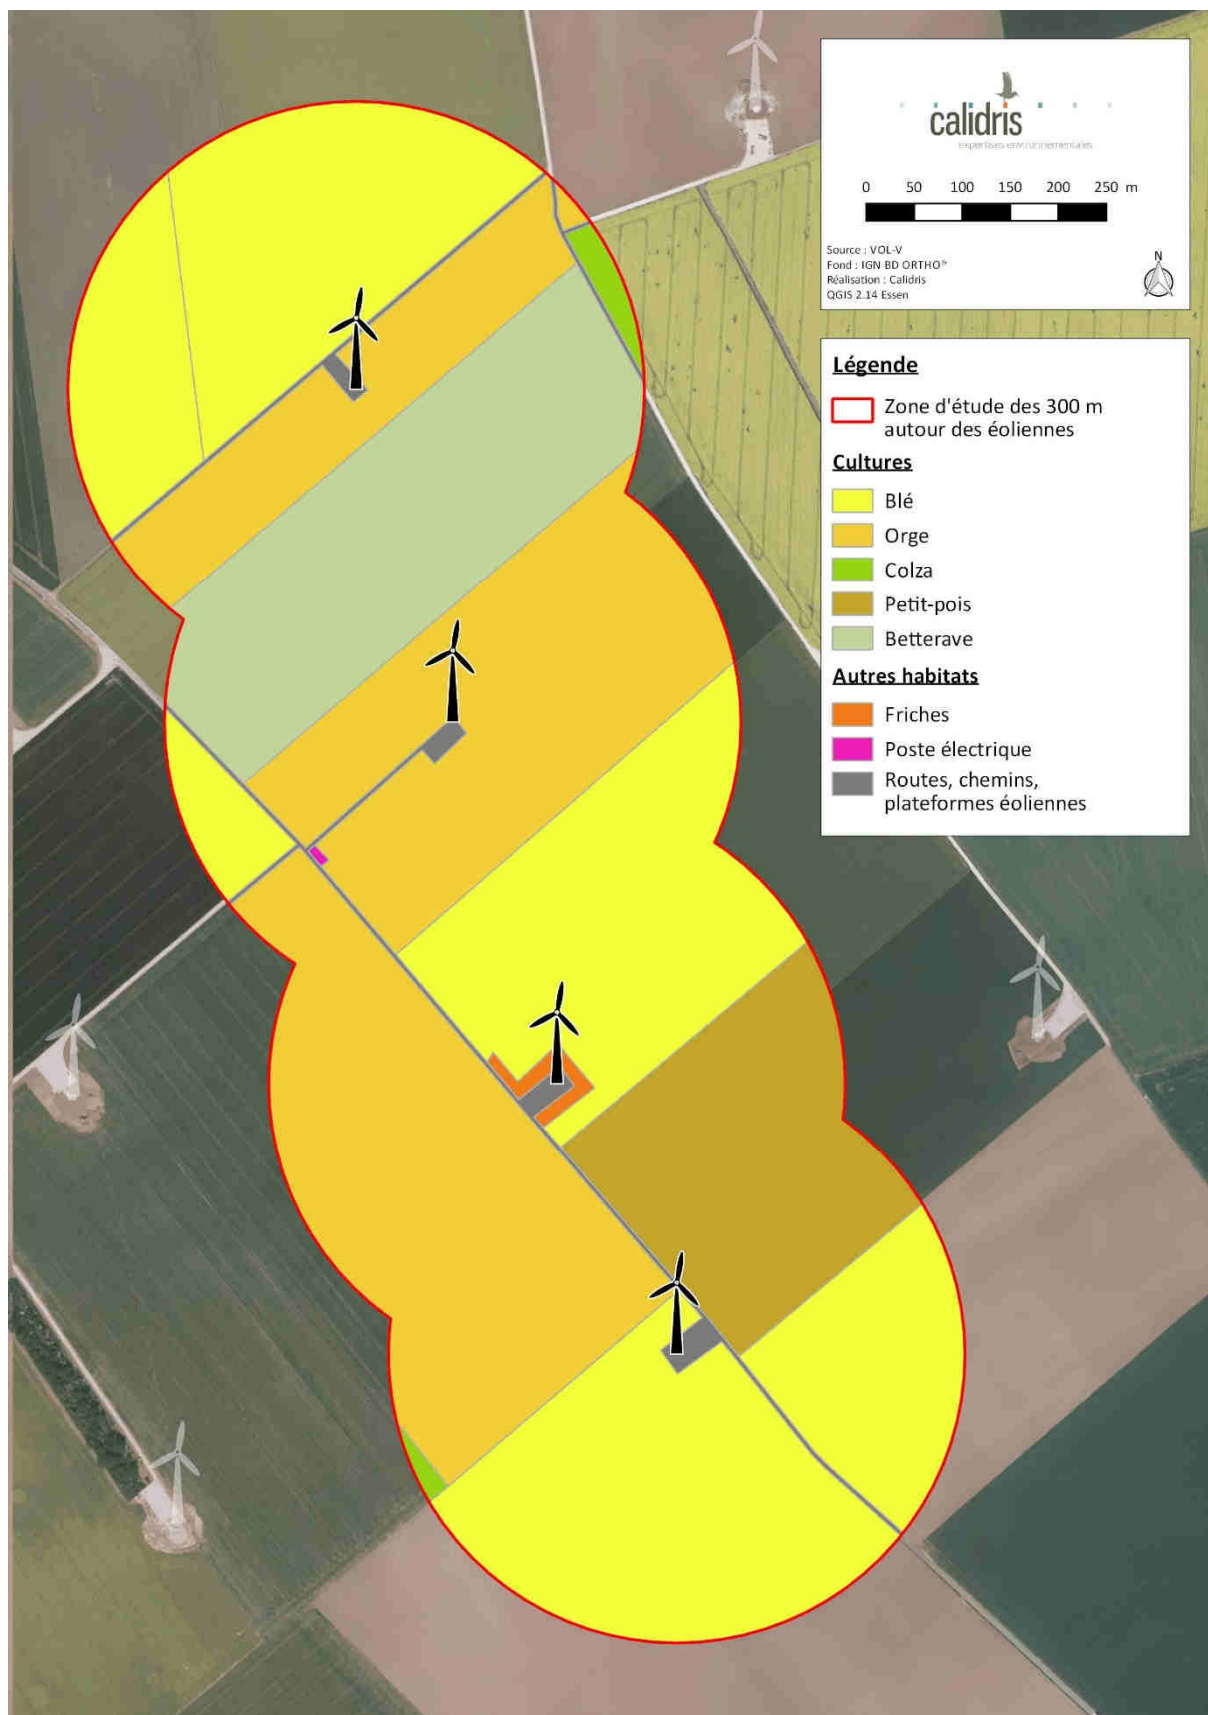 calidris
expertises environnementales
0 50 100 150 200 250 m
Source : VOL-V
Fond : IGN BD ORTHO®
Réalisation : Calidris
QGIS 2.14 Essen
N
Légende
Zone d'étude des 300 m
autour des éoliennes
Cultures
Blé
Orge
Colza
Petit-pois
Betterave
Autres habitats
Friches
Poste électrique
Routes, chemins,
plateformes éoliennes